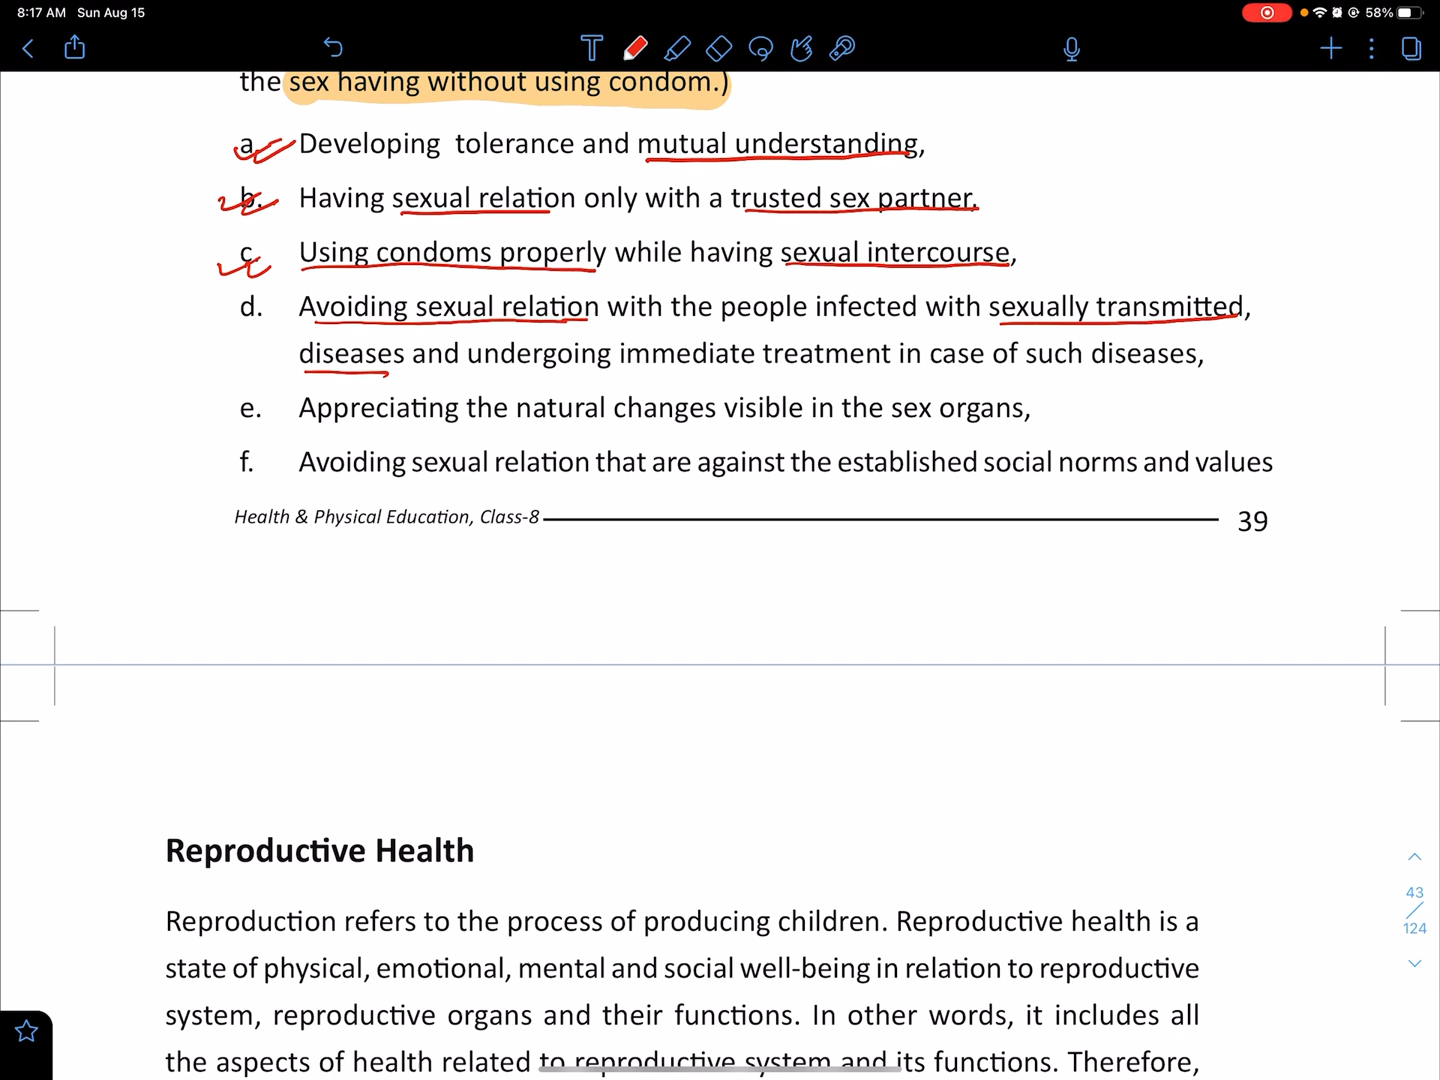 8:17 AM Sun Aug 15
58%
the sex having without using condom.)
a. Developing tolerance and mutual understanding,
b. Having sexual relation only with a trusted sex partner.
c. Using condoms properly while having sexual intercourse,
d. Avoiding sexual relation with the people infected with sexually transmitted,
diseases and undergoing immediate treatment in case of such diseases,
e. Appreciating the natural changes visible in the sex organs,
f. Avoiding sexual relation that are against the established social norms and values
Health & Physical Education, Class-8 39
Reproductive Health
Reproduction refers to the process of producing children. Reproductive health is a
state of physical, emotional, mental and social well-being in relation to reproductive
system, reproductive organs and their functions. In other words, it includes all
the aspects of health related to reproductive system and its functions. Therefore,
43
124